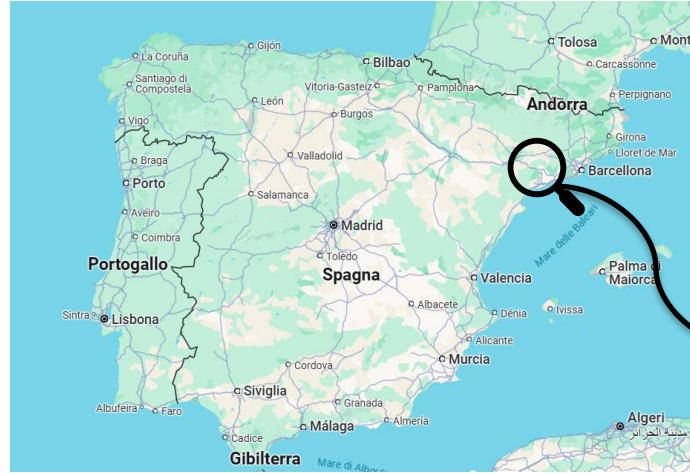 La Coruña
Gijón
Tolosa
Mont
Bilbao
Carcassonne
Santiago di
Compostela
Vitoria-Gasteiz
Pamplona
Andorra
Perpignano
León
Vigo
Burgos
Girona
Braga
Valladolid
Lloret de Mar
Barcellona
Porto
Salamanca
Aveiro
Madrid
Mare delle Baleari
Coimbra
Toledo
Portogallo
Spagna
Palma di
Maiorca
Valencia
Sintra
Lisbona
Albacete
Dénia
Ivissa
Alicante
Murcia
Cordova
Siviglia
Albufeira
Faro
Granada
Almería
Málaga
Algeri
مدينة الجزائر
Cadice
Gibilterra
Mare di Albor